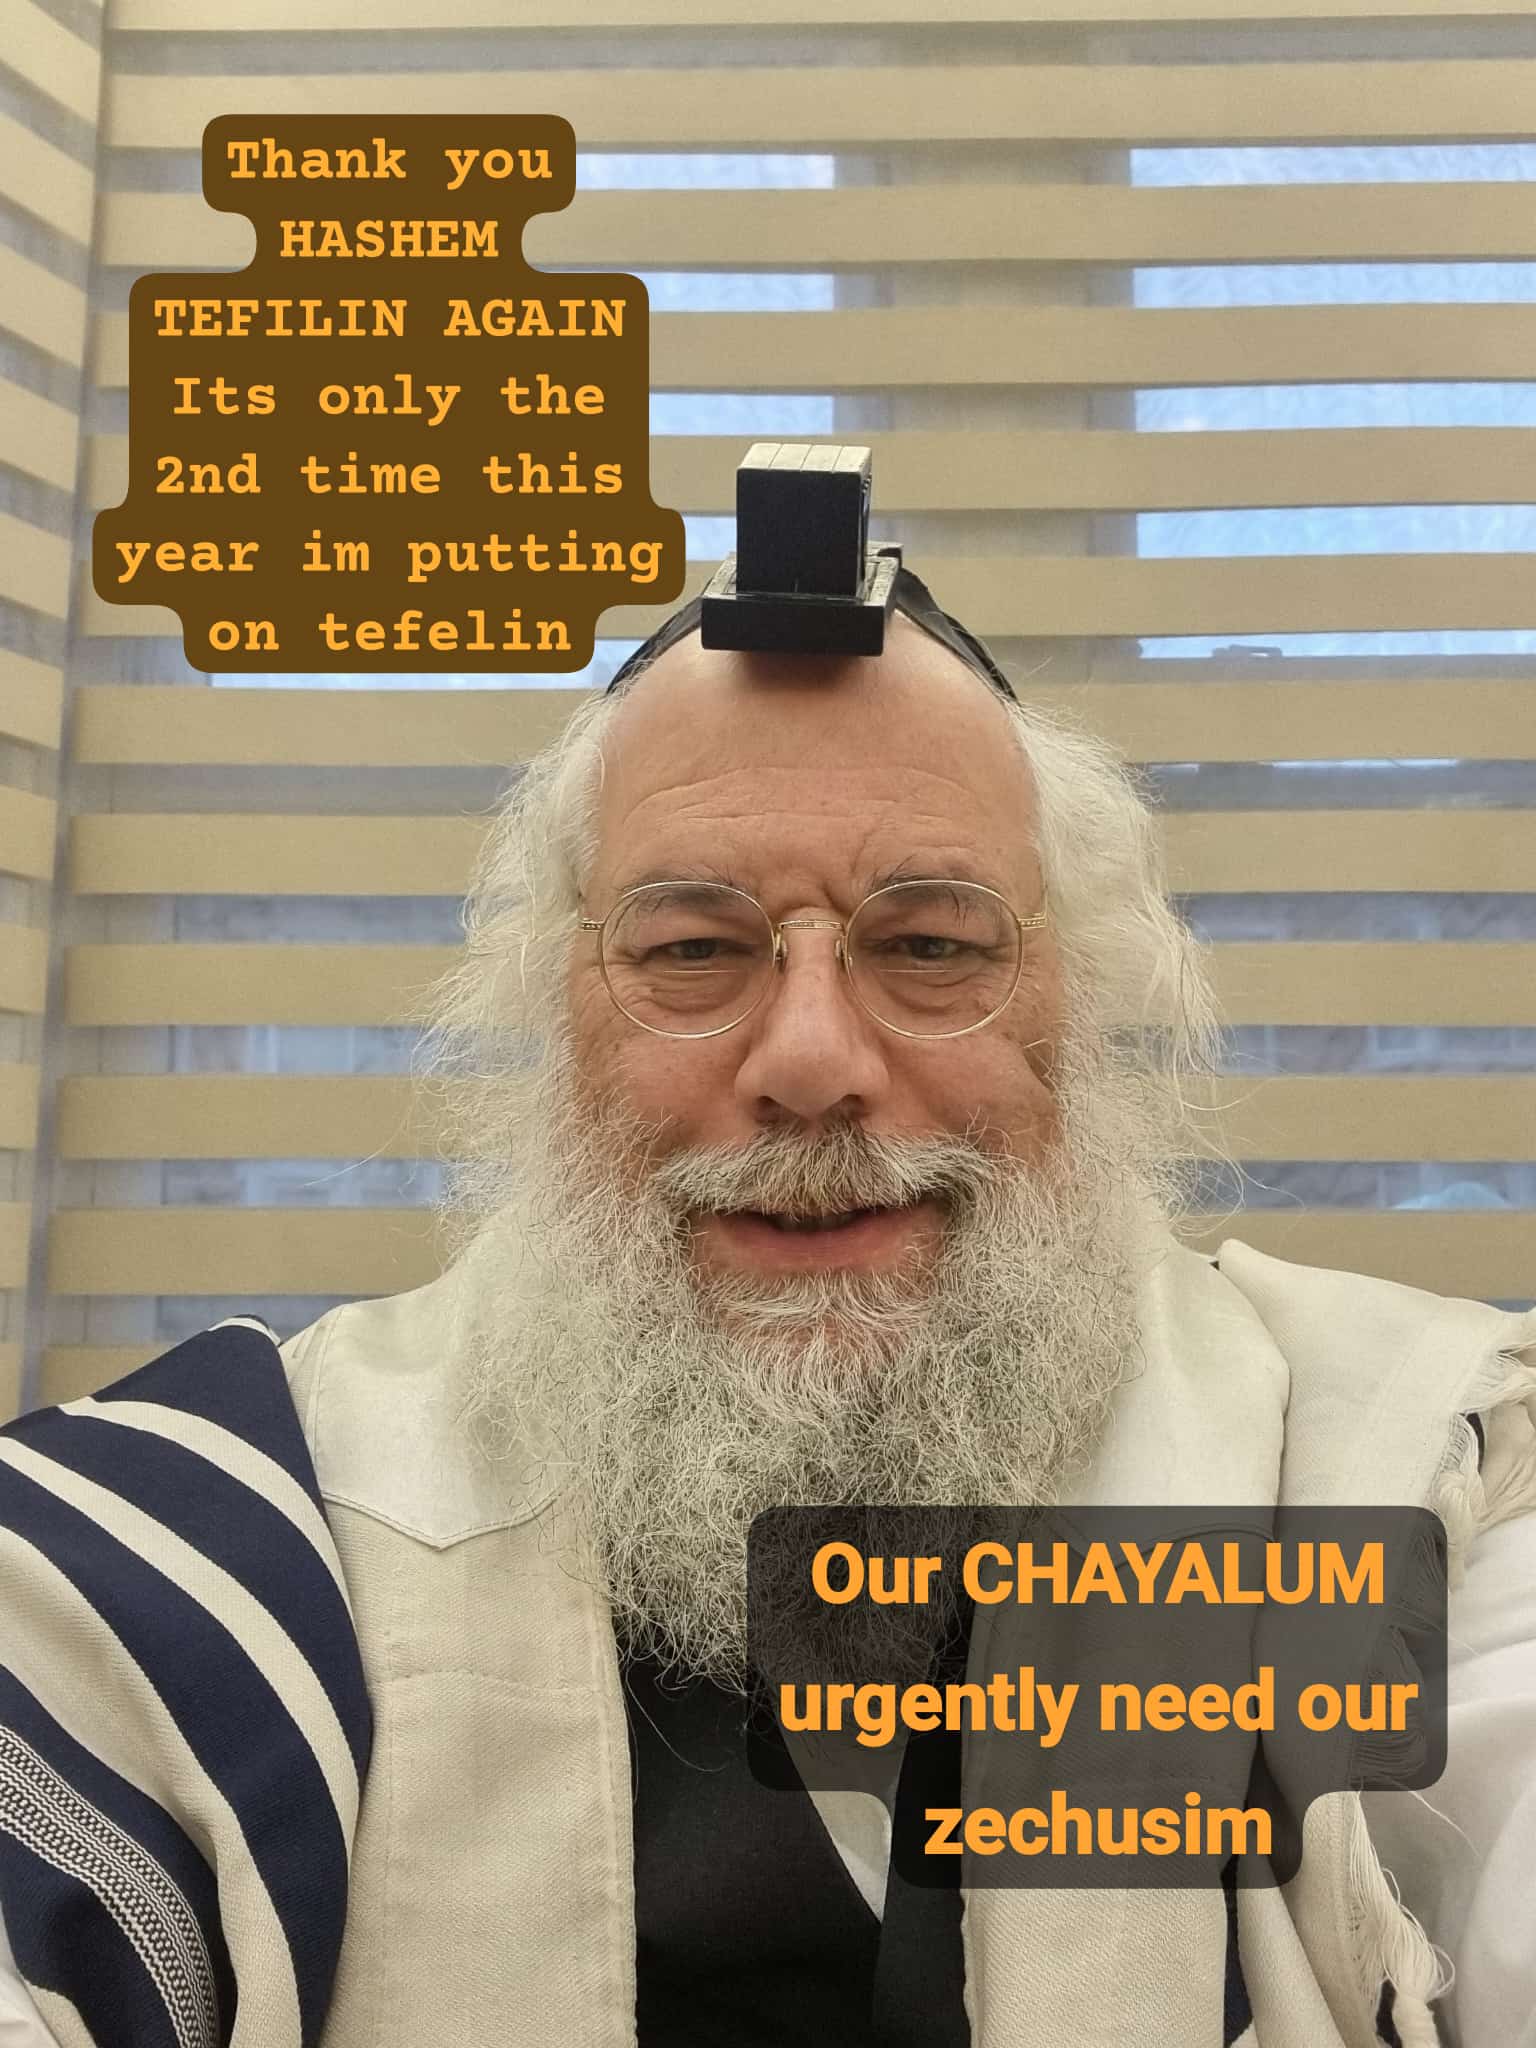 Thank you
HASHEM
TEFILIN AGAIN
Its only the
2nd time this
year im putting
on tefelin
Our CHAYALUM
urgently need our
zechusim